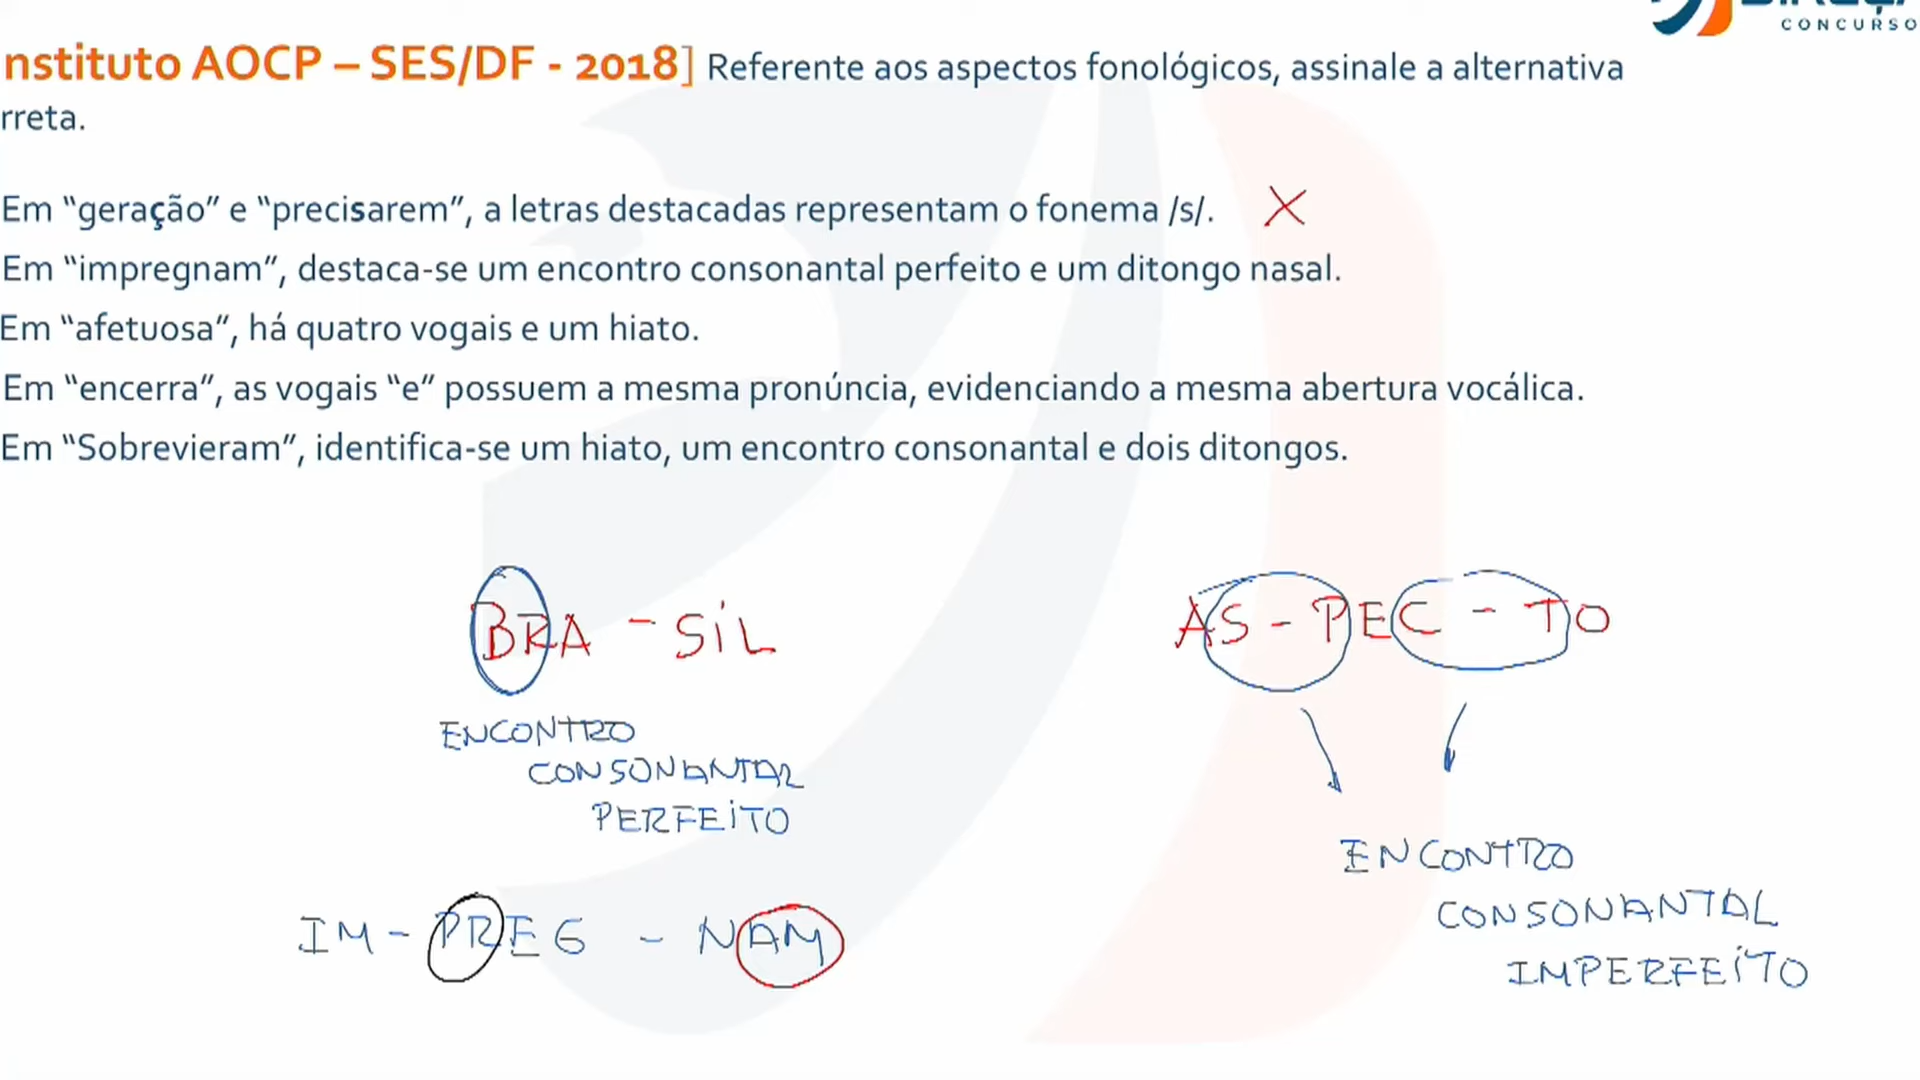 CONCURSO
nstituto AOCP – SES/DF - 2018] Referente aos aspectos fonológicos, assinale a alternativa
rreta.
Em “geração” e “precisarem”, a letras destacadas representam o fonema /s/. X
Em “impregnam”, destaca-se um encontro consonantal perfeito e um ditongo nasal.
Em “afetuosa”, há quatro vogais e um hiato.
Em “encerra”, as vogais “e” possuem a mesma pronúncia, evidenciando a mesma abertura vocálica.
Em “Sobrevieram”, identifica-se um hiato, um encontro consonantal e dois ditongos.
BRA - SiL
AS - PEC - TO
ENCONTRO
CONSONANTAL
PERFEiTO
ENCONTRO
CONSONANTAL
IMPERFEiTO
IM - PREG - NAM